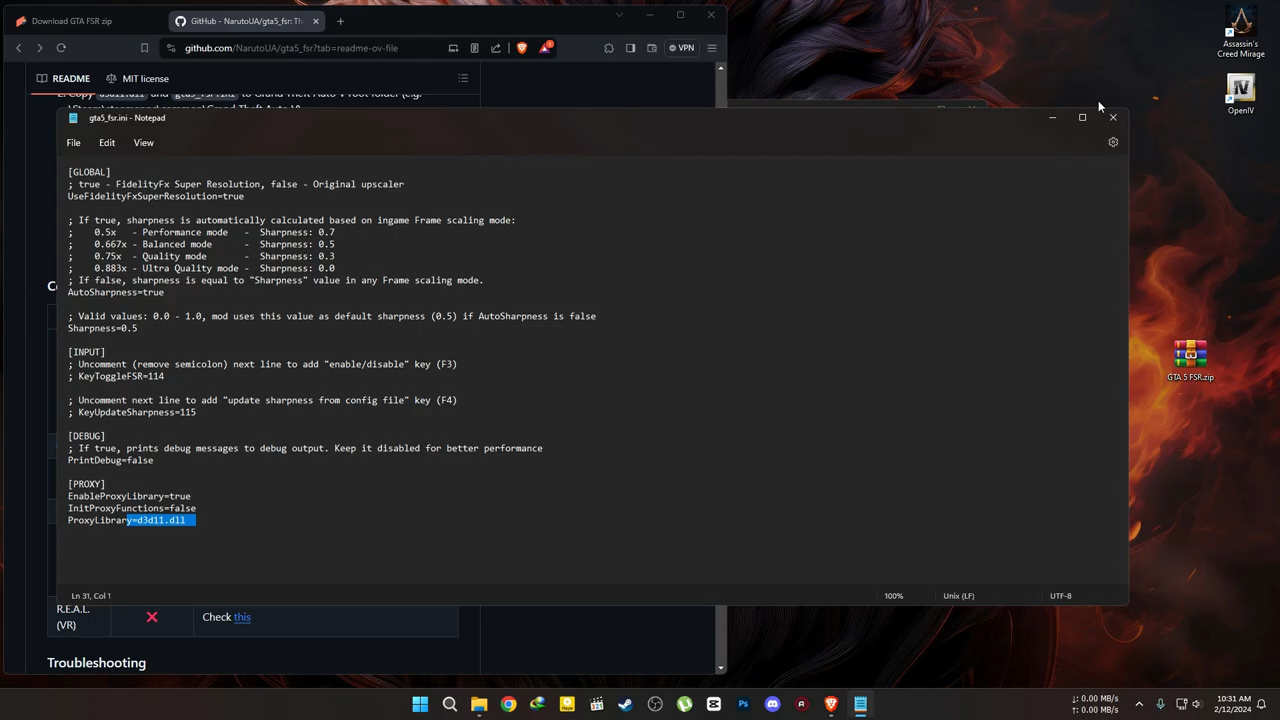 Download GTA FSR zip
GitHub - NarutoUA/gta5_fsr: Th
github.com/NarutoUA/gta5_fsr?tab=readme-ov-file
1
VPN
README
MIT license
gta5_fsr.ini - Notepad
File
Edit
View
[GLOBAL]
; true - FidelityFx Super Resolution, false - Original upscaler
UseFidelityFxSuperResolution=true
; If true, sharpness is automatically calculated based on ingame Frame scaling mode:
; 0.5x - Performance mode - Sharpness: 0.7
; 0.667x - Balanced mode - Sharpness: 0.5
; 0.75x - Quality mode - Sharpness: 0.3
; 0.883x - Ultra Quality mode - Sharpness: 0.0
; If false, sharpness is equal to "Sharpness" value in any Frame scaling mode.
AutoSharpness=true
; Valid values: 0.0 - 1.0, mod uses this value as default sharpness (0.5) if AutoSharpness is false
Sharpness=0.5
[INPUT]
; Uncomment (remove semicolon) next line to add "enable/disable" key (F3)
; KeyToggleFSR=114
; Uncomment next line to add "update sharpness from config file" key (F4)
; KeyUpdateSharpness=115
[DEBUG]
; If true, prints debug messages to debug output. Keep it disabled for better performance
PrintDebug=false
[PROXY]
EnableProxyLibrary=true
InitProxyFunctions=false
ProxyLibrary=d3d11.dll
Ln 31, Col 1
100%
Unix (LF)
UTF-8
R.E.A.L.
(VR)
Check this
Troubleshooting
Assassin's
Creed Mirage
OpenIV
GTA 5 FSR.zip
↓: 0.00 MB/s
↑: 0.00 MB/s
10:31 AM
2/12/2024